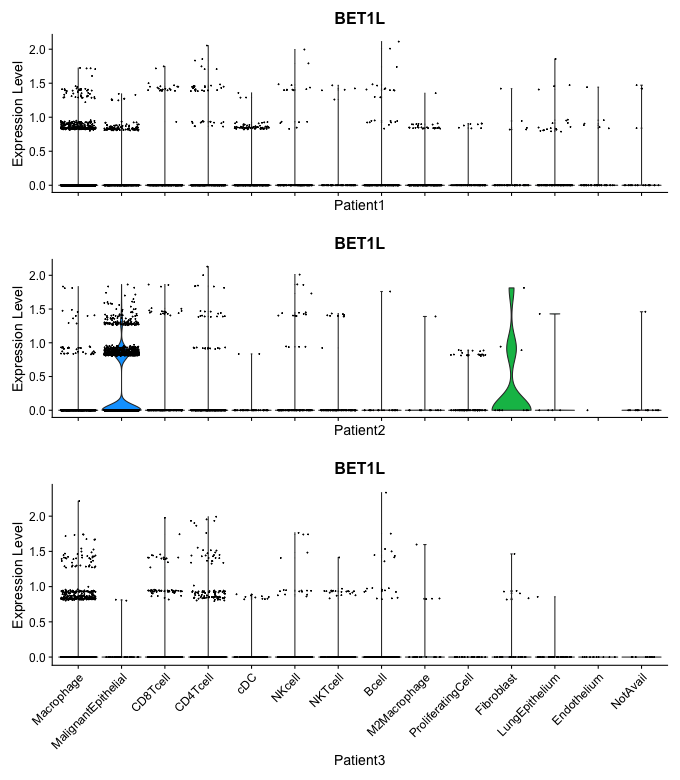 BET1L
Expression Level
2.0
1.5
1.0
0.5
0.0
Patient1
BET1L
Expression Level
2.0
1.5
1.0
0.5
0.0
Patient2
BET1L
Expression Level
2.0
1.5
1.0
0.5
0.0
Macrophage
MalignantEpithelial
CD8Tcell
CD4Tcell
cDC
NKcell
NKTcell
Bcell
M2Macrophage
ProliferatingCell
Fibroblast
LungEpithelium
Endothelium
NotAvail
Patient3